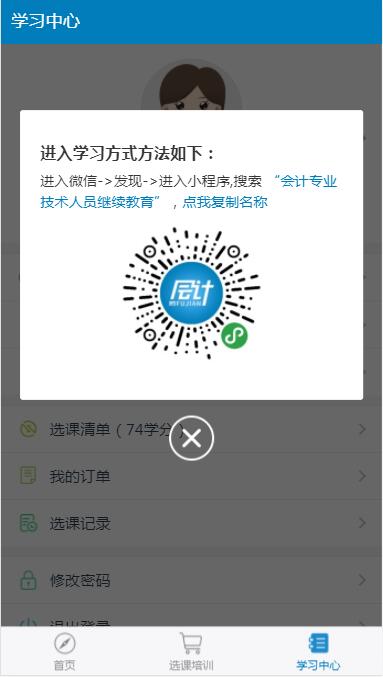 学习中心
进入学习方式方法如下：
进入微信->发现->进入小程序,搜索 “会计专业
技术人员继续教育” ，点我复制名称
会计
FUJIAN
选课清单（74学分）
我的订单
选课记录
修改密码
退出登录
首页
选课培训
学习中心